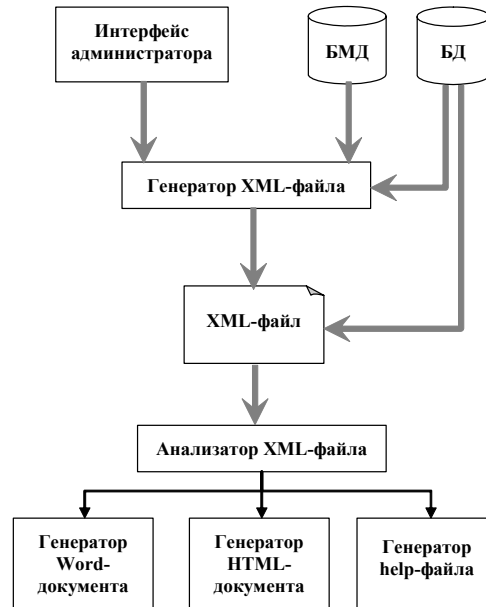 Интерфейс
администратора
БМД
БД
Генератор XML-файла
XML-файл
Анализатор XML-файла
Генератор
Word-
документа
Генератор
HTML-
документа
Генератор
help-файла